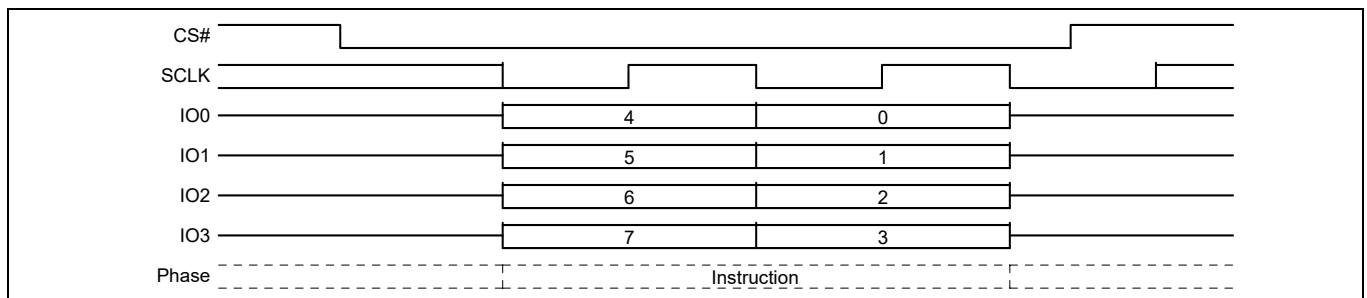 CS#
SCLK
IO0 4 0
IO1 5 1
IO2 6 2
IO3 7 3
Phase Instruction